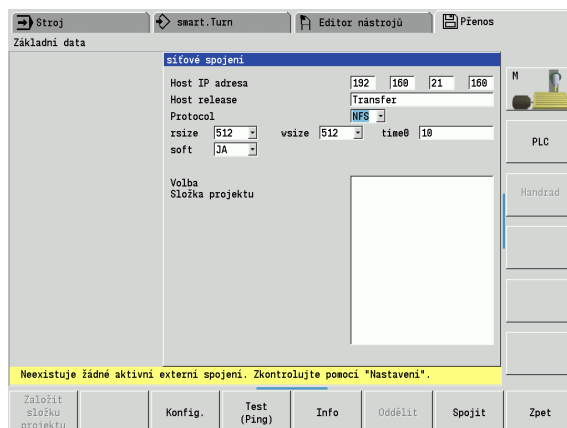 Stroj
smart.Turn
Editor nástrojů
Přenos
Základní data
síťové spojení
Host IP adresa 192 160 21 160
Host release Transfer
Protocol NFS
rsize 512 vsize 512 time0 10
soft JA
Volba
Složka projektu
M
PLC
Handrad
Neexistuje žádné aktivní externí spojení. Zkontrolujte pomocí "Nastavení".
Založit
složku
projektu
Konfig.
Test
(Ping)
Info
Oddělit
Spojit
Zpet